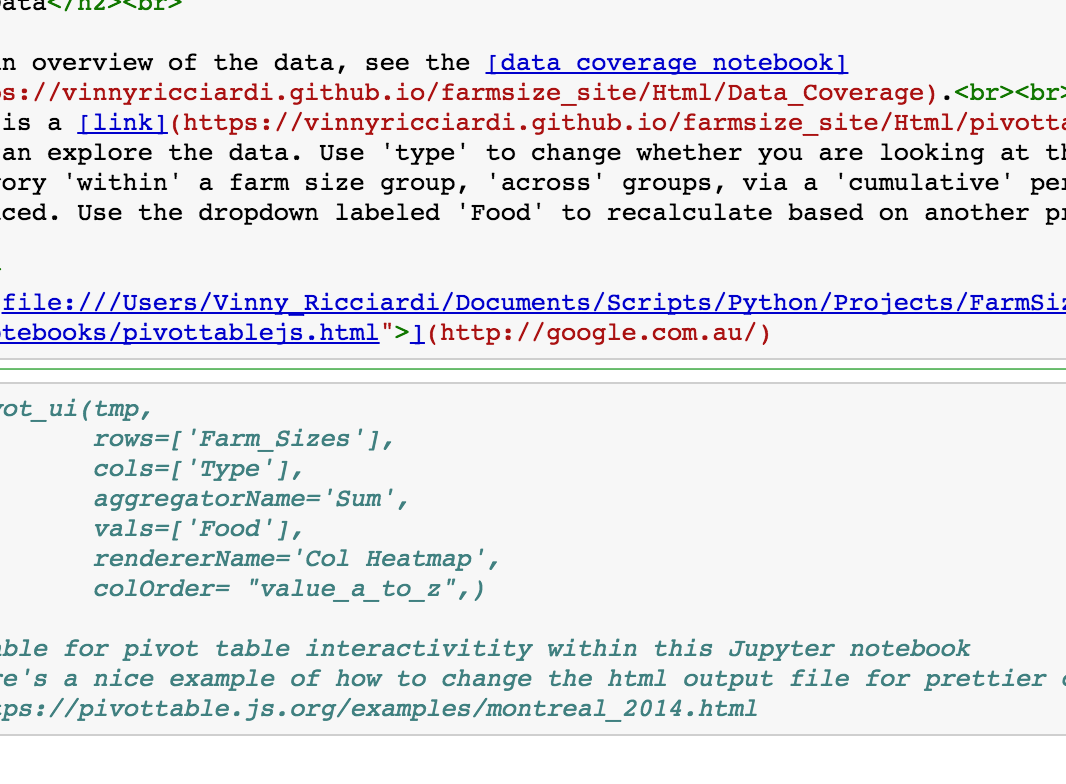 ata</h2><br>
n overview of the data, see the [data coverage notebook]
s://vinnyricciardi.github.io/farmsize_site/Html/Data_Coverage).<br><br>
is a [link](https://vinnyricciardi.github.io/farmsize_site/Html/pivotta
an explore the data. Use 'type' to change whether you are looking at th
ory 'within' a farm size group, 'across' groups, via a 'cumulative' per
ced. Use the dropdown labeled 'Food' to recalculate based on another pr
file:///Users/Vinny_Ricciardi/Documents/Scripts/Python/Projects/FarmSiz
tebooks/pivottablejs.html">](http://google.com.au/)
ot_ui(tmp,
rows=['Farm_Sizes'],
cols=['Type'],
aggregatorName='Sum',
vals=['Food'],
rendererName='Col Heatmap',
colOrder= "value_a_to_z",)
able for pivot table interactivitity within this Jupyter notebook
re's a nice example of how to change the html output file for prettier
ps://pivottable.js.org/examples/montreal_2014.html